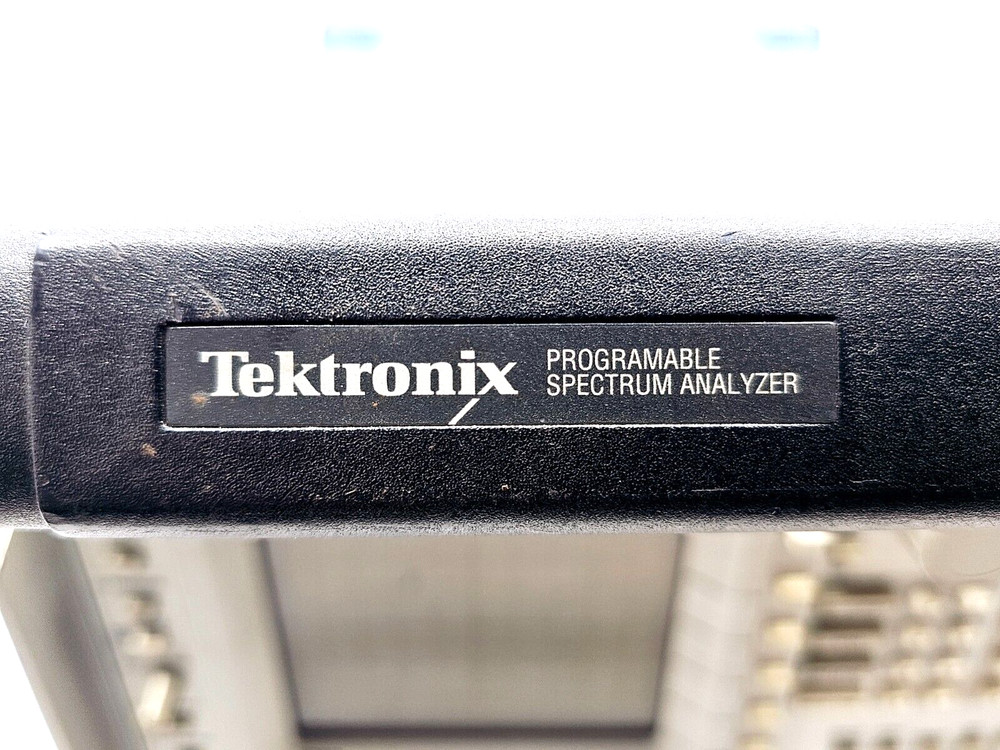 Tektronix
PROGRAMABLE
SPECTRUM ANALYZER